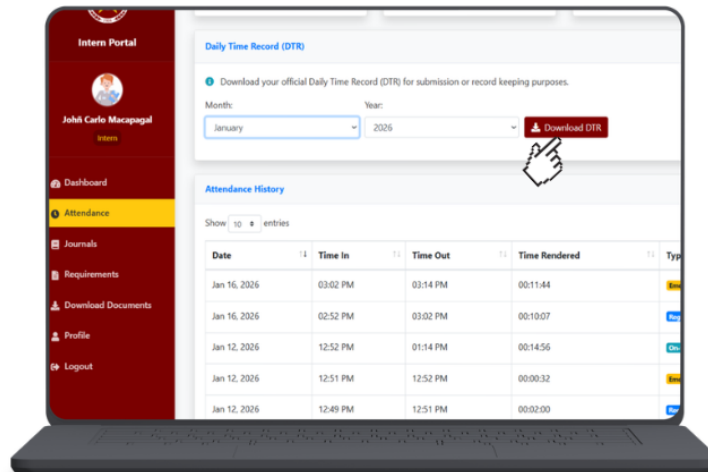 Intern Portal
Johñ Carlo Macapagal
Intern
Dashboard
Attendance
Journals
Requirements
Download Documents
Profile
Logout
Daily Time Record (DTR)
Download your official Daily Time Record (DTR) for submission or record keeping purposes.
Month: Year:
January 2026 Download DTR
Attendance History
Show 10 entries
Date Time In Time Out Time Rendered Typ
Jan 16, 2026 03:02 PM 03:14 PM 00:11:44
Jan 16, 2026 02:52 PM 03:02 PM 00:10:07
Jan 12, 2026 12:52 PM 01:14 PM 00:14:56 On-
Jan 12, 2026 12:51 PM 12:52 PM 00:00:32
Jan 12, 2026 12:49 PM 12:51 PM 00:02:00